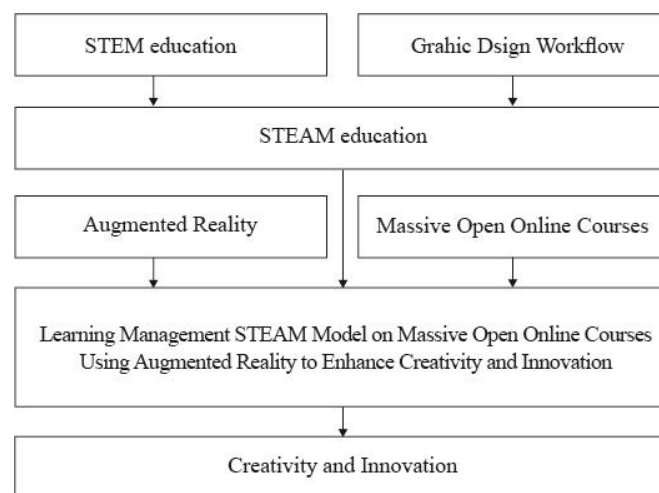 STEM education
Grahic Dsign Workflow
STEAM education
Augmented Reality
Massive Open Online Courses
Learning Management STEAM Model on Massive Open Online Courses
Using Augmented Reality to Enhance Creativity and Innovation
Creativity and Innovation